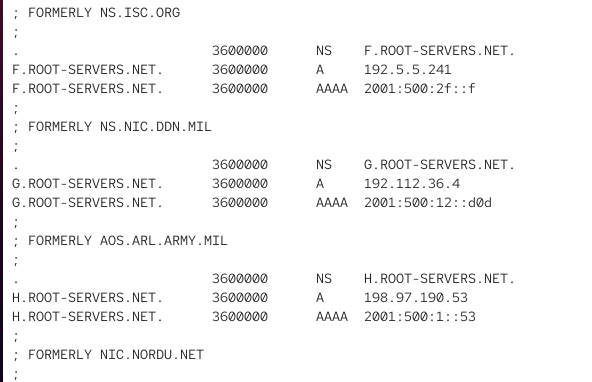 ; FORMERLY NS.ISC.ORG
;
.                        3600000      NS    F.ROOT-SERVERS.NET.
F.ROOT-SERVERS.NET.      3600000      A     192.5.5.241
F.ROOT-SERVERS.NET.      3600000      AAAA  2001:500:2f::f
;
; FORMERLY NS.NIC.DDN.MIL
;
.                        3600000      NS    G.ROOT-SERVERS.NET.
G.ROOT-SERVERS.NET.      3600000      A     192.112.36.4
G.ROOT-SERVERS.NET.      3600000      AAAA  2001:500:12::d0d
;
; FORMERLY AOS.ARL.ARMY.MIL
;
.                        3600000      NS    H.ROOT-SERVERS.NET.
H.ROOT-SERVERS.NET.      3600000      A     198.97.190.53
H.ROOT-SERVERS.NET.      3600000      AAAA  2001:500:1::53
;
; FORMERLY NIC.NORDU.NET
;